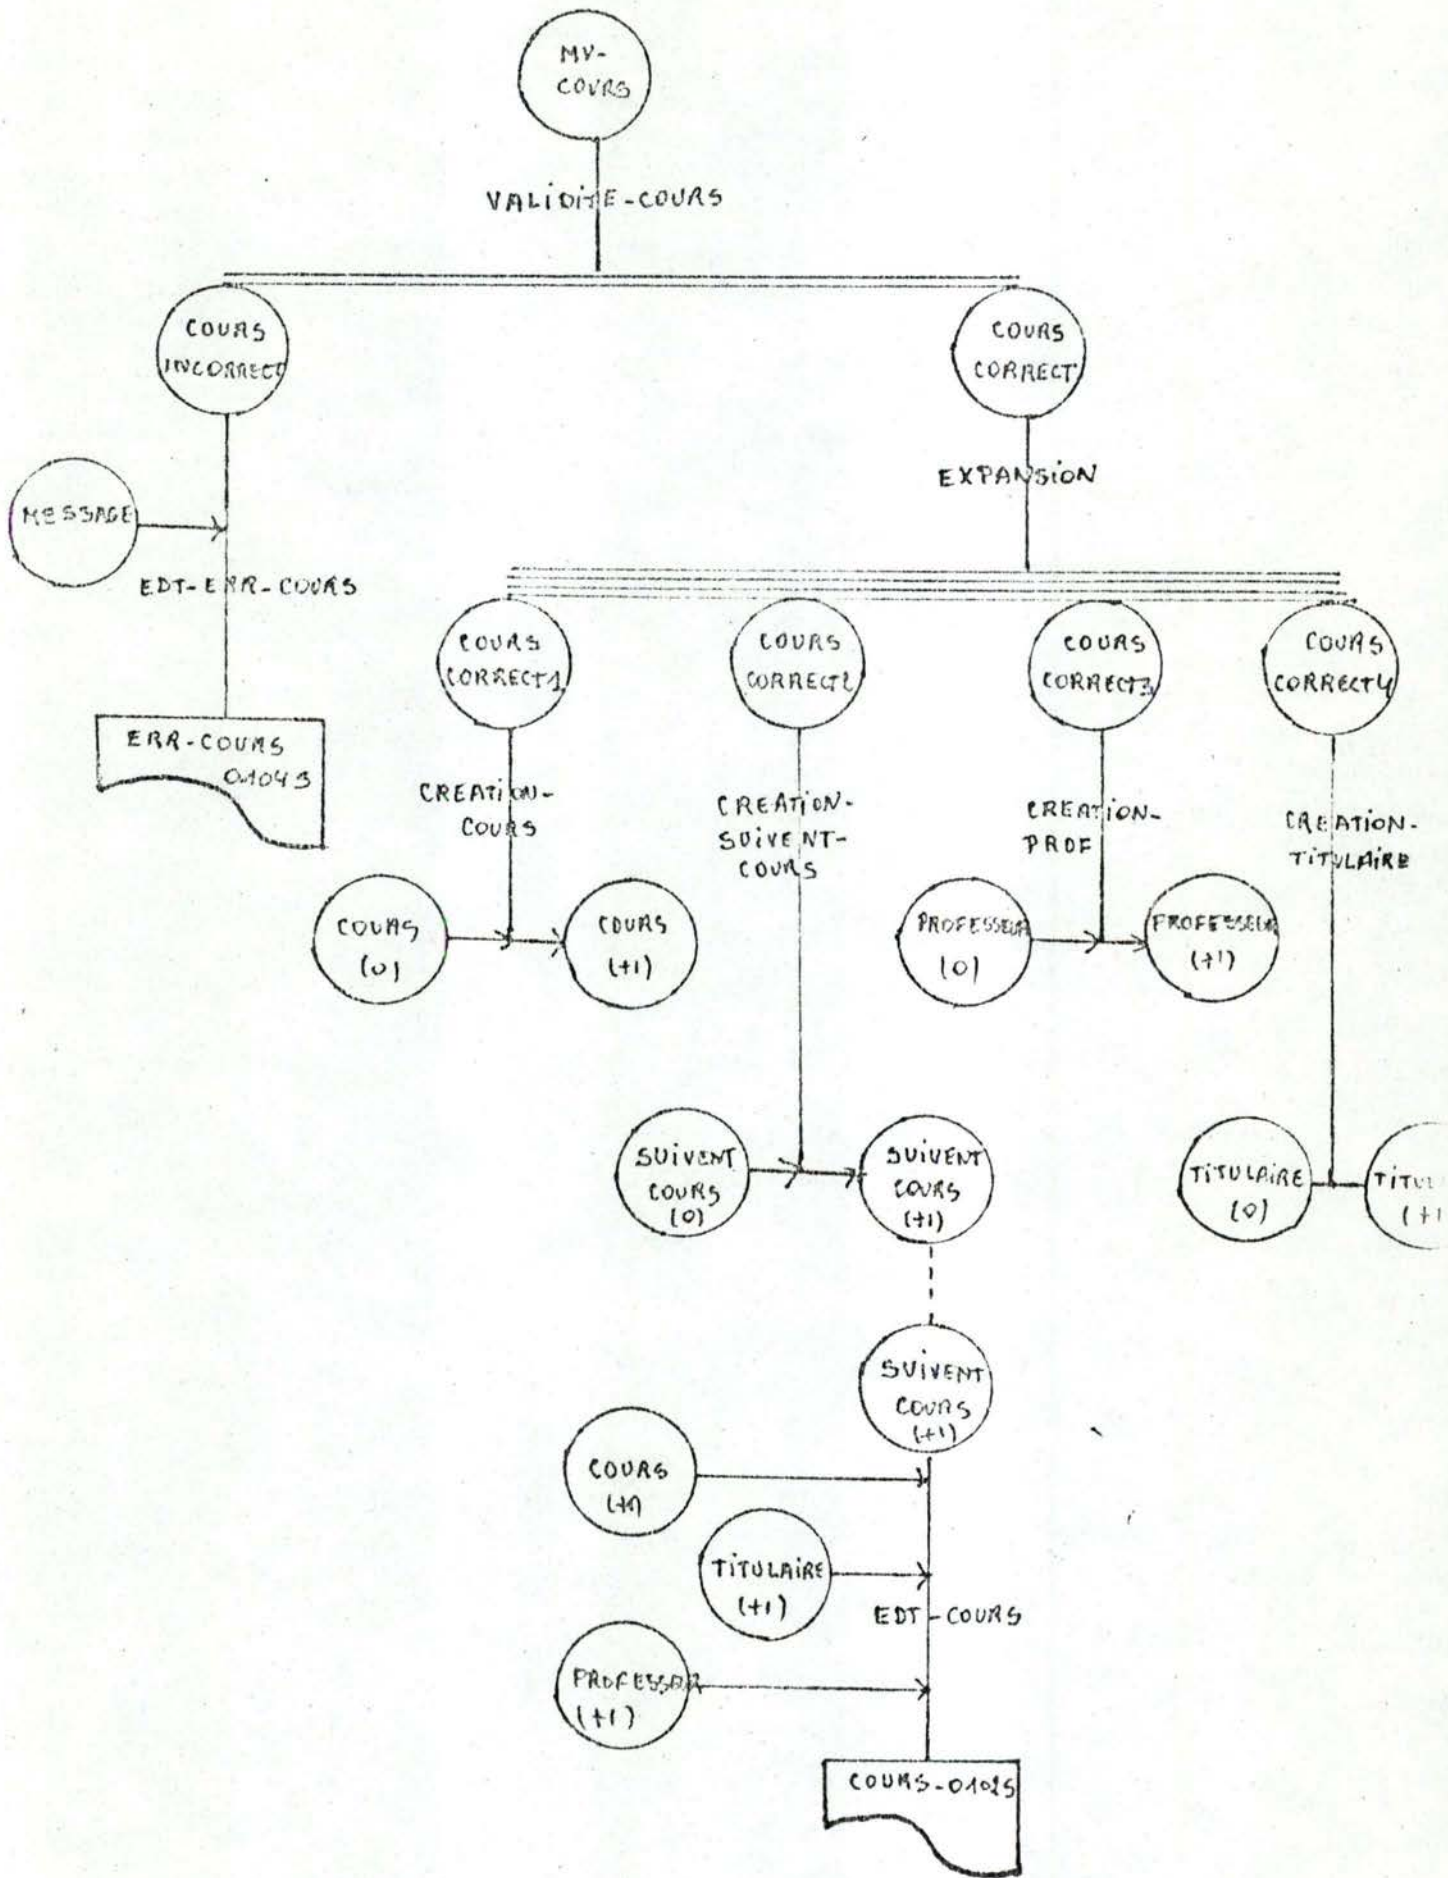 MV-
COURS
VALIDITE-COURS
COURS
INCORRECT
COURS
CORRECT
EXPANSION
MESSAGE
EDT-ERR-COURS
COURS
CORRECT1
COURS
CORRECT2
COURS
CORRECT3
COURS
CORRECT4
ERR-COURS
01043
CREATION-
COURS
CREATION-
SUIVENT-
COURS
CREATION-
PROF
CREATION-
TITULAIRE
COURS
(0)
COURS
(+1)
PROFESSEUR
(0)
PROFESSEUR
(+1)
SUIVENT
COURS
(0)
SUIVENT
COURS
(+1)
TITULAIRE
(0)
TITUL
(+1
SUIVENT
COURS
(+1)
COURS
(+1)
TITULAIRE
(+1)
EDT-COURS
PROFESSEUR
(+1)
COURS-